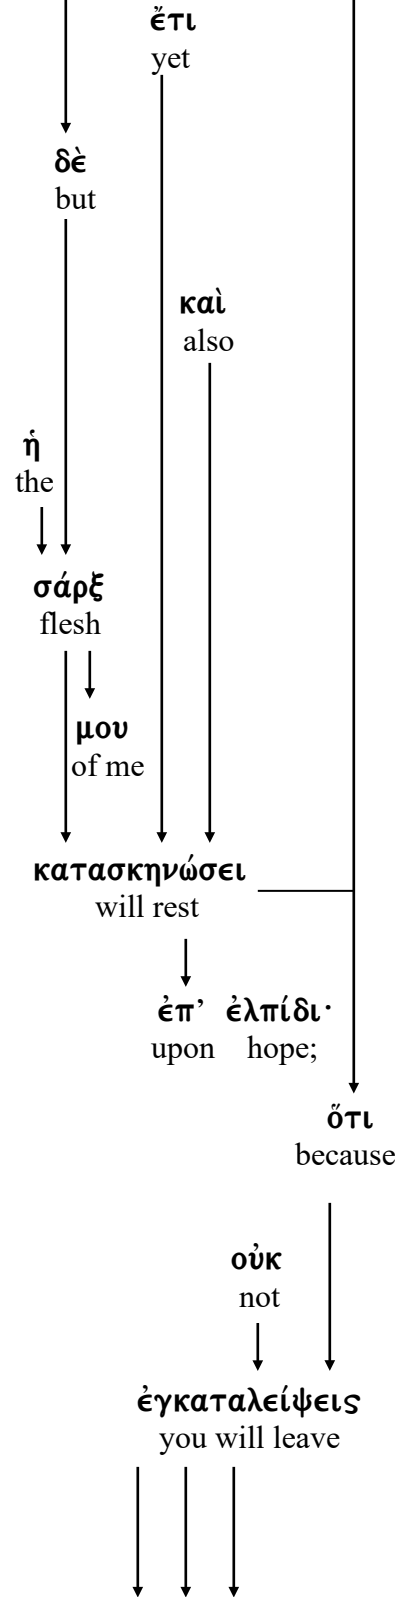 ἔτι
yet
δὲ
but
καὶ
also
ἡ
the
σάρξ
flesh
μου
of me
κατασκηνώσει
will rest
ἐπ’ ἐλπίδι·
upon hope;
ὅτι
because
οὐκ
not
ἐγκαταλείψεις
you will leave